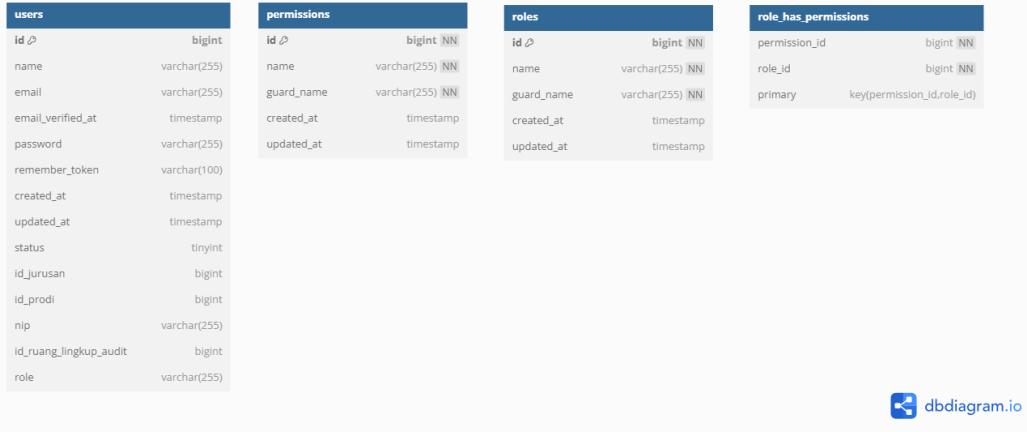 users
id bigint
name varchar(255)
email varchar(255)
email_verified_at timestamp
password varchar(255)
remember_token varchar(100)
created_at timestamp
updated_at timestamp
status tinyint
id_jurusan bigint
id_prodi bigint
nip varchar(255)
id_ruang_lingkup_audit bigint
role varchar(255)
permissions
id bigint NN
name varchar(255) NN
guard_name varchar(255) NN
created_at timestamp
updated_at timestamp
roles
id bigint NN
name varchar(255) NN
guard_name varchar(255) NN
created_at timestamp
updated_at timestamp
role_has_permissions
permission_id bigint NN
role_id bigint NN
primary key(permission_id,role_id)
dbdiagram.io